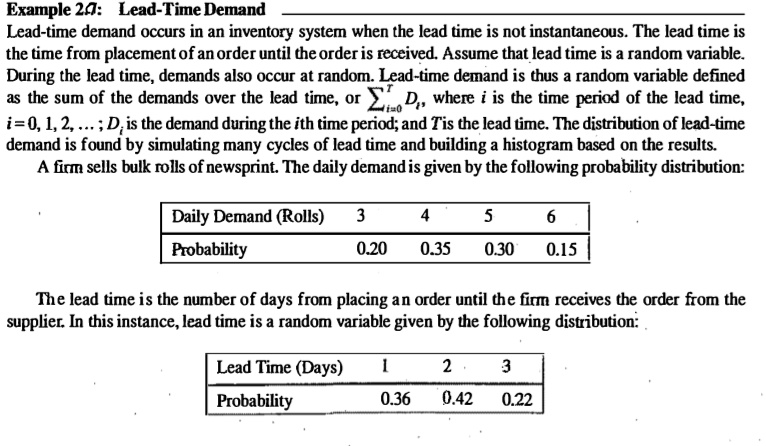 Example 2.7: Lead-Time Demand
Lead-time demand occurs in an inventory system when the lead time is not instantaneous. The lead time is
the time from placement of an order until the order is received. Assume that lead time is a random variable.
During the lead time, demands also occur at random. Lead-time demand is thus a random variable defined
as the sum of the demands over the lead time, or ∑ᵀᵢ₌₀ Dᵢ, where i is the time period of the lead time,
i = 0, 1, 2, ... ; Dᵢ is the demand during the ith time period; and T is the lead time. The distribution of lead-time
demand is found by simulating many cycles of lead time and building a histogram based on the results.
A firm sells bulk rolls of newsprint. The daily demand is given by the following probability distribution:
Daily Demand (Rolls) 3 4 5 6
Probability 0.20 0.35 0.30 0.15
The lead time is the number of days from placing an order until the firm receives the order from the
supplier. In this instance, lead time is a random variable given by the following distribution:
Lead Time (Days) 1 2 3
Probability 0.36 0.42 0.22